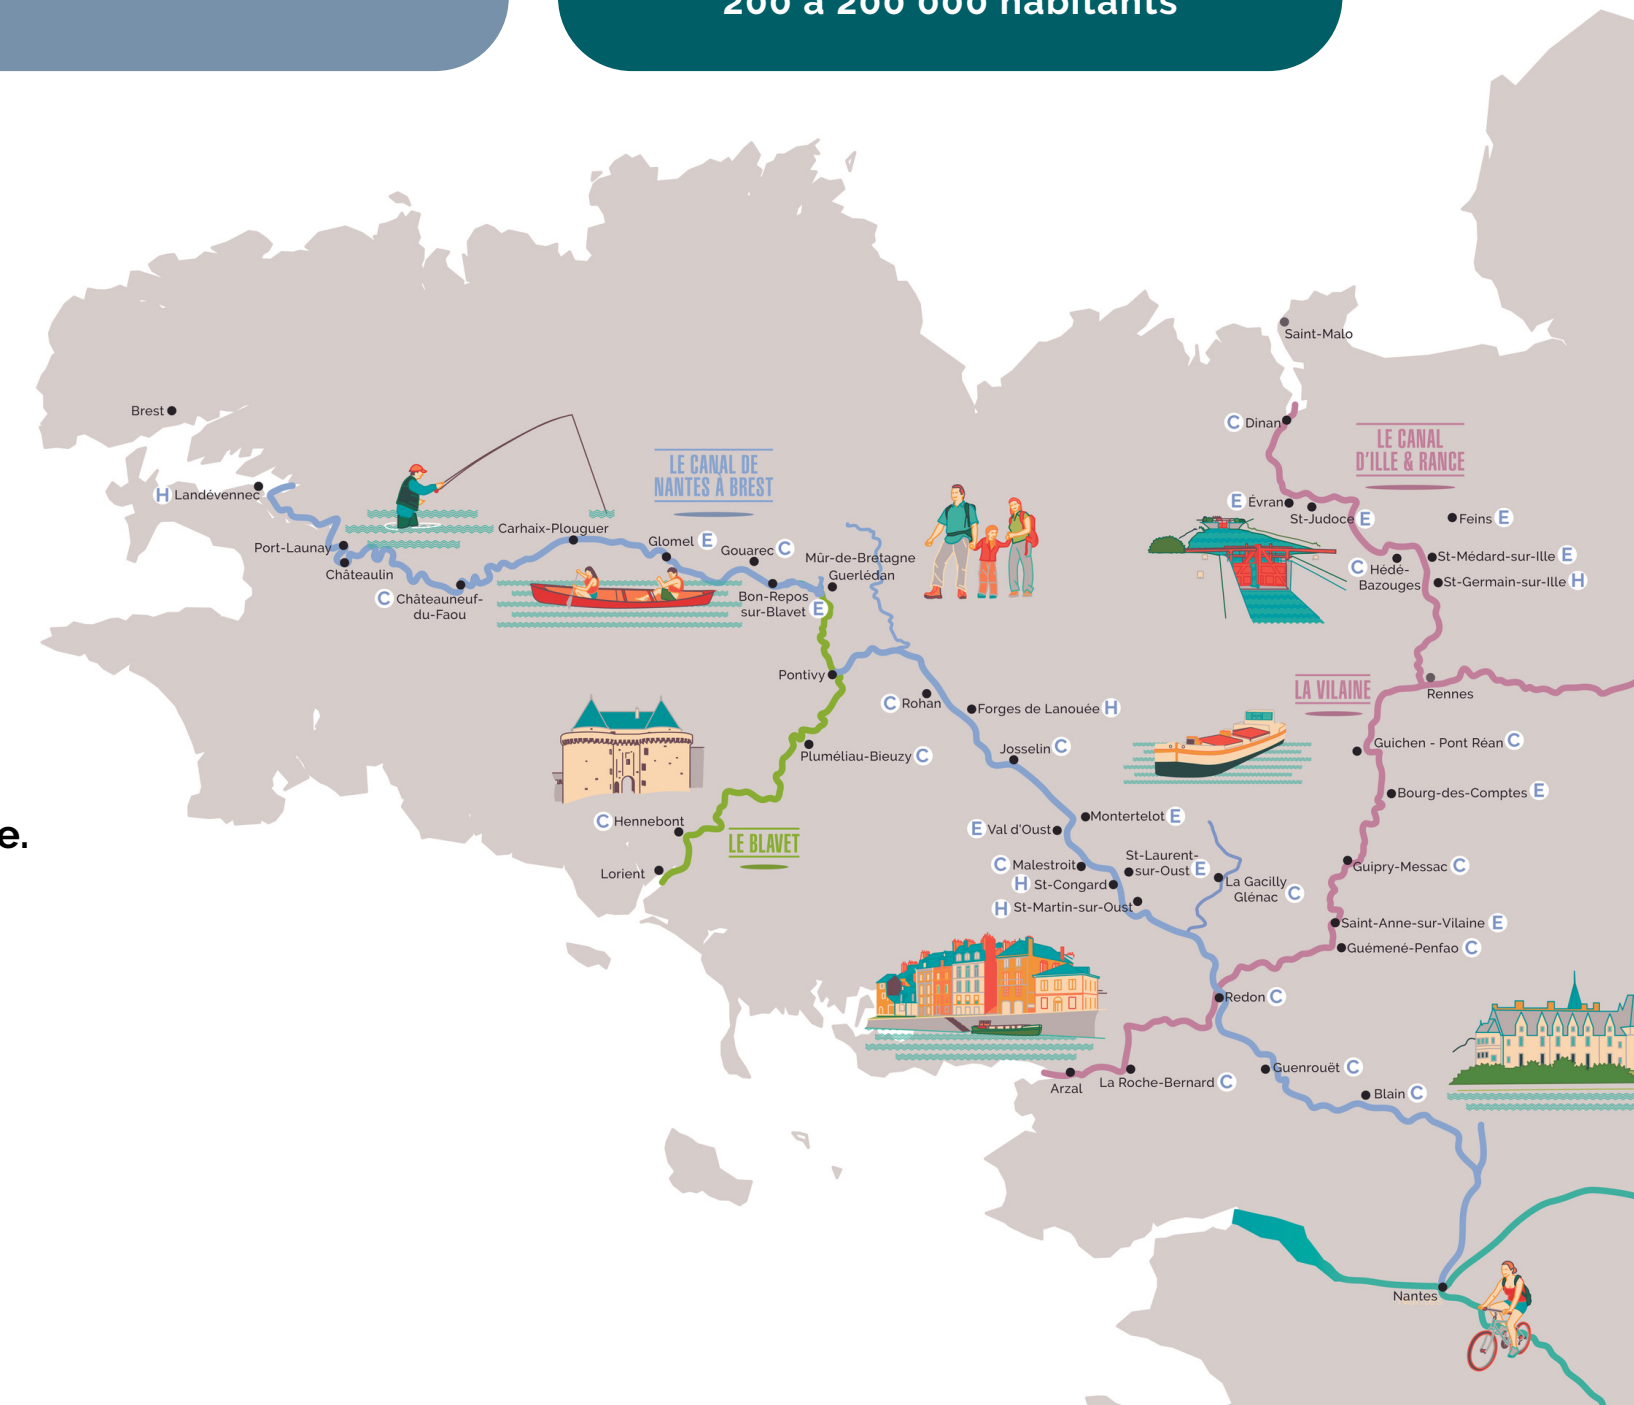 200 à 200 000 habitants
e.
Saint-Malo
Brest
C Dinan
LE CANAL
D'ILLE & RANCE
LE CANAL DE
NANTES À BREST
H Landévennec
E Évran
St-Judoce E
Feins E
Carhaix-Plouguer
Port-Launay
Châteaulin
Glomel E
Gouarec C
Mûr-de-Bretagne
Guerlédan
C Hédé-
Bazouges
St-Médard-sur-Ille E
St-Germain-sur-Ille H
C Châteauneuf-
du-Faou
Bon-Repos
sur-Blavet
E
Pontivy
LA VILAINE
Rennes
C Rohan
Forges de Lanouée H
Josselin C
Guichen - Pont Réan C
Pluméliau-Bieuzy C
Bourg-des-Comptes E
C Hennebont
LE BLAVET
Montertelot E
E Val d'Oust
C Malestroit
St-Laurent-
sur-Oust E
Guipry-Messac C
Lorient
H St-Congard
La Gacilly
Glénac C
H St-Martin-sur-Oust
Saint-Anne-sur-Vilaine E
Guémené-Penfao C
Redon C
Guenrouët C
Arzal
La Roche-Bernard C
Blain C
Nantes